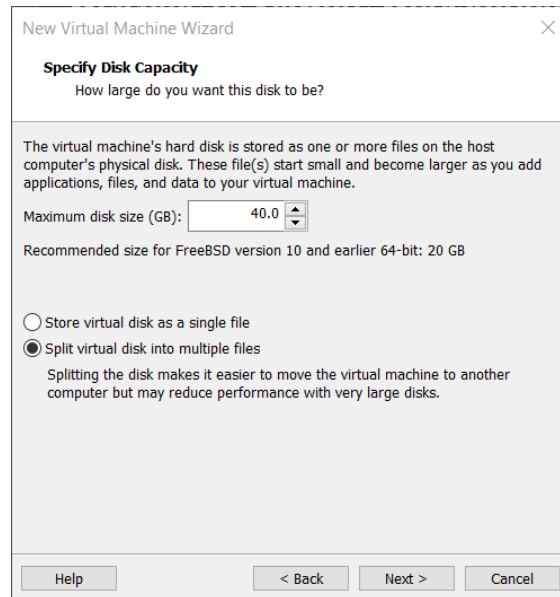 New Virtual Machine Wizard
Specify Disk Capacity
How large do you want this disk to be?
The virtual machine's hard disk is stored as one or more files on the host
computer's physical disk. These file(s) start small and become larger as you add
applications, files, and data to your virtual machine.
Maximum disk size (GB): 40.0
Recommended size for FreeBSD version 10 and earlier 64-bit: 20 GB
Store virtual disk as a single file
Split virtual disk into multiple files
Splitting the disk makes it easier to move the virtual machine to another
computer but may reduce performance with very large disks.
Help < Back Next > Cancel